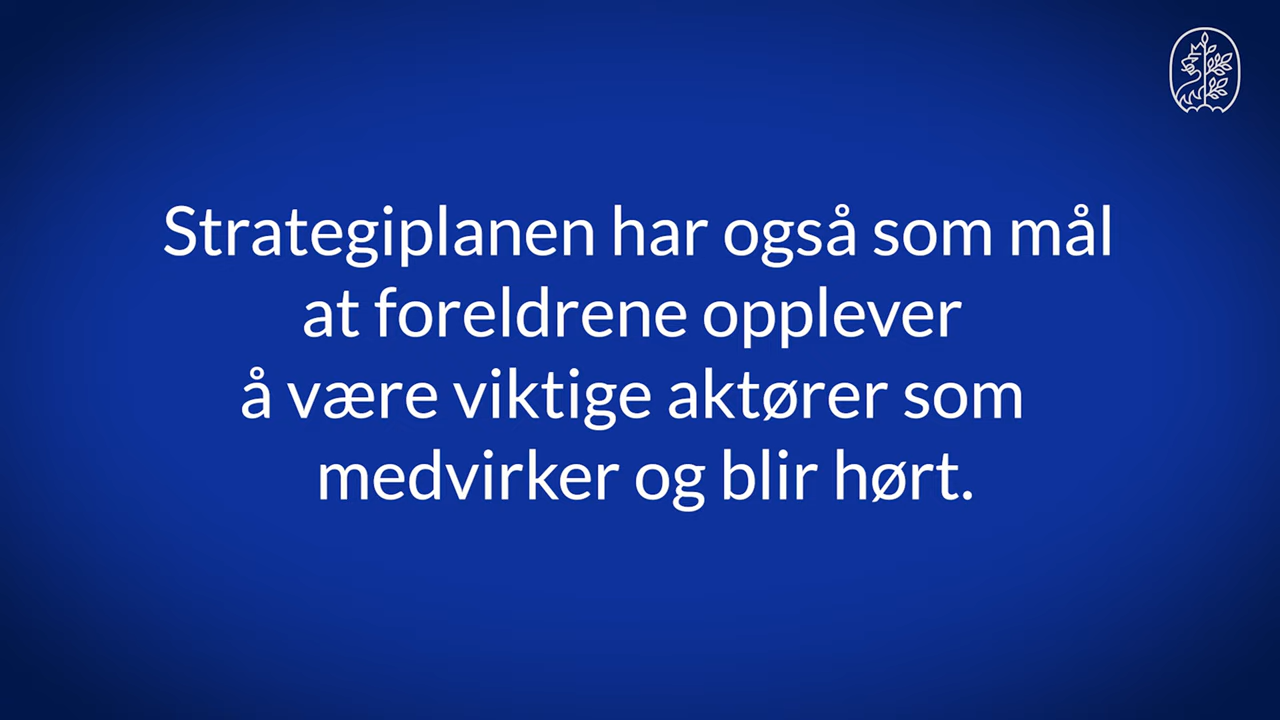 Strategiplanen har også som mål
at foreldrene opplever
å være viktige aktører som
medvirker og blir hørt.